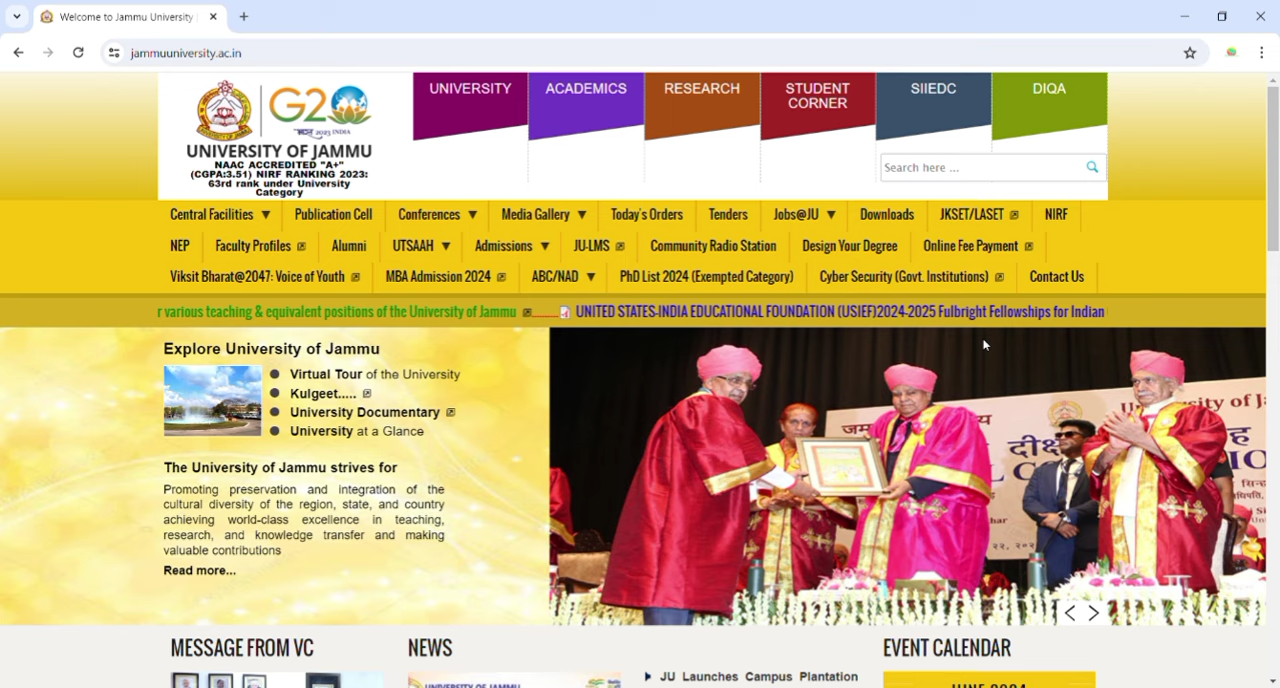 Welcome to Jammu University
jammuuniversity.ac.in
G20
2023 INDIA
UNIVERSITY OF JAMMU
NAAC ACCREDITED "A+"
(CGPA:3.51) NIRF RANKING 2023:
63rd rank under University
Category
UNIVERSITY
ACADEMICS
RESEARCH
STUDENT
CORNER
SIIEDC
DIQA
Search here ...
Central Facilities ▼ Publication Cell Conferences ▼ Media Gallery ▼ Today's Orders Tenders Jobs@JU ▼ Downloads JKSET/LASET NIRF
NEP Faculty Profiles Alumni UTSAAH ▼ Admissions ▼ JU-LMS Community Radio Station Design Your Degree Online Fee Payment
Viksit Bharat@2047: Voice of Youth MBA Admission 2024 ABC/NAD ▼ PhD List 2024 (Exempted Category) Cyber Security (Govt. Institutions) Contact Us
r various teaching & equivalent positions of the University of Jammu UNITED STATES-INDIA EDUCATIONAL FOUNDATION (USIEF)2024-2025 Fulbright Fellowships for Indian
Explore University of Jammu
Virtual Tour of the University
Kulgeet.....
University Documentary
University at a Glance
The University of Jammu strives for
Promoting preservation and integration of the
cultural diversity of the region, state, and country
achieving world-class excellence in teaching,
research, and knowledge transfer and making
valuable contributions
Read more...
MESSAGE FROM VC
NEWS
EVENT CALENDAR
UNIVERSITY OF JAMMU
JU Launches Campus Plantation
JUNE 2024